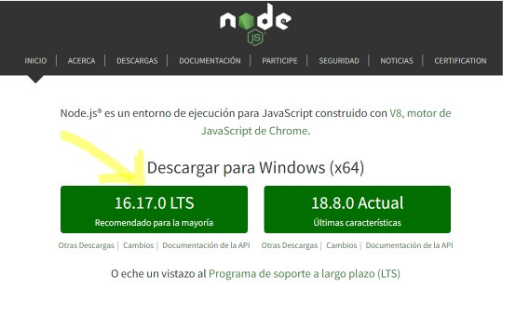 node
JS
INICIO | ACERCA | DESCARGAS | DOCUMENTACIÓN | PARTICIPE | SEGURIDAD | NOTICIAS | CERTIFICATION
Node.js® es un entorno de ejecución para JavaScript construido con V8, motor de
JavaScript de Chrome.
Descargar para Windows (x64)
16.17.0 LTS
Recomendado para la mayoría
18.8.0 Actual
Últimas características
Otras Descargas | Cambios | Documentación de la API
Otras Descargas | Cambios | Documentación de la API
O eche un vistazo al Programa de soporte a largo plazo (LTS)